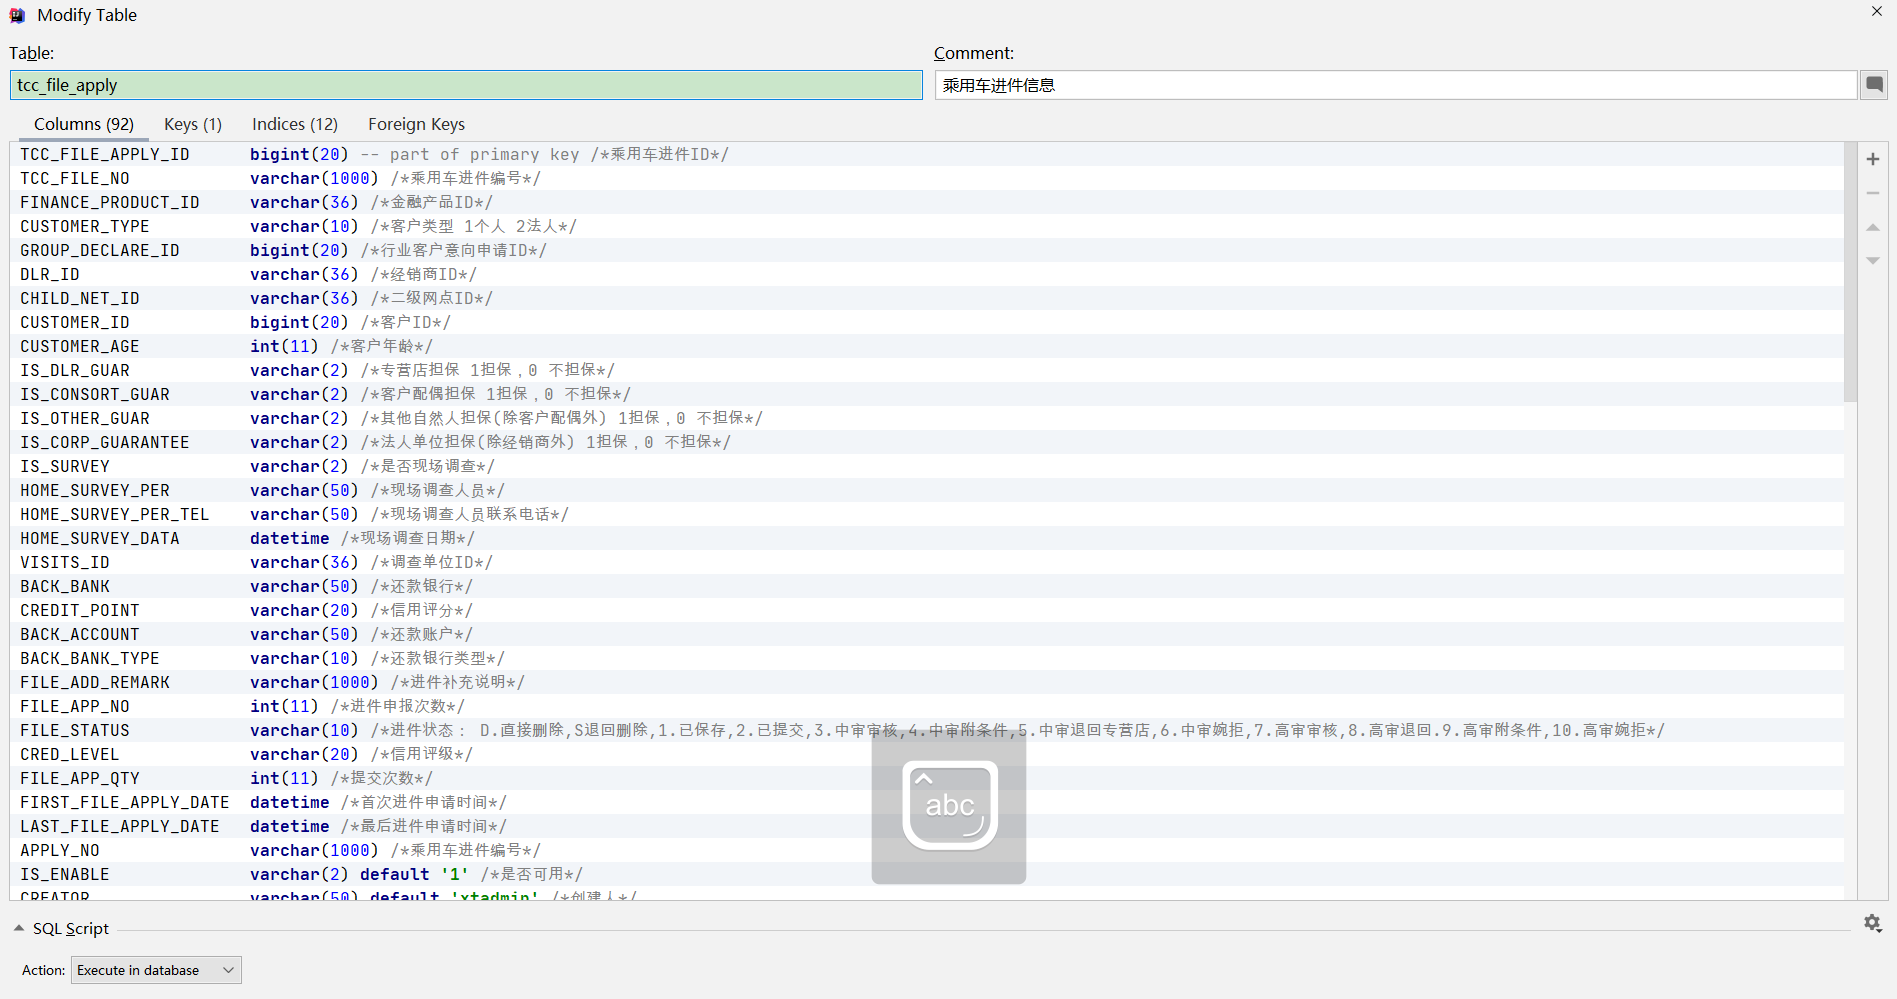 Modify Table
Table:
Comment:
tcc_file_apply
乘用车进件信息
Columns (92) Keys (1) Indices (12) Foreign Keys
TCC_FILE_APPLY_ID bigint(20) -- part of primary key /*乘用车进件ID*/
TCC_FILE_NO varchar(1000) /*乘用车进件编号*/
FINANCE_PRODUCT_ID varchar(36) /*金融产品ID*/
CUSTOMER_TYPE varchar(10) /*客户类型 1个人 2法人*/
GROUP_DECLARE_ID bigint(20) /*行业客户意向申请ID*/
DLR_ID varchar(36) /*经销商ID*/
CHILD_NET_ID varchar(36) /*二级网点ID*/
CUSTOMER_ID bigint(20) /*客户ID*/
CUSTOMER_AGE int(11) /*客户年龄*/
IS_DLR_GUAR varchar(2) /*专营店担保 1担保，0 不担保*/
IS_CONSORT_GUAR varchar(2) /*客户配偶担保 1担保，0 不担保*/
IS_OTHER_GUAR varchar(2) /*其他自然人担保(除客户配偶外) 1担保，0 不担保*/
IS_CORP_GUARANTEE varchar(2) /*法人单位担保(除经销商外) 1担保，0 不担保*/
IS_SURVEY varchar(2) /*是否现场调查*/
HOME_SURVEY_PER varchar(50) /*现场调查人员*/
HOME_SURVEY_PER_TEL varchar(50) /*现场调查人员联系电话*/
HOME_SURVEY_DATA datetime /*现场调查日期*/
VISITS_ID varchar(36) /*调查单位ID*/
BACK_BANK varchar(50) /*还款银行*/
CREDIT_POINT varchar(20) /*信用评分*/
BACK_ACCOUNT varchar(50) /*还款账户*/
BACK_BANK_TYPE varchar(10) /*还款银行类型*/
FILE_ADD_REMARK varchar(1000) /*进件补充说明*/
FILE_APP_NO int(11) /*进件申报次数*/
FILE_STATUS varchar(10) /*进件状态： D.直接删除,S退回删除,1.已保存,2.已提交,3.中审审核,4.中审附条件,5.中审退回专营店,6.中审婉拒,7.高审审核,8.高审退回.9.高审附条件,10.高审婉拒*/
CRED_LEVEL varchar(20) /*信用评级*/
FILE_APP_QTY int(11) /*提交次数*/
FIRST_FILE_APPLY_DATE datetime /*首次进件申请时间*/
LAST_FILE_APPLY_DATE datetime /*最后进件申请时间*/
APPLY_NO varchar(1000) /*乘用车进件编号*/
IS_ENABLE varchar(2) default '1' /*是否可用*/
CREATOR varchar(50) default 'xtadmin' /*创建人*/
abc
SQL Script
Action: Execute in database